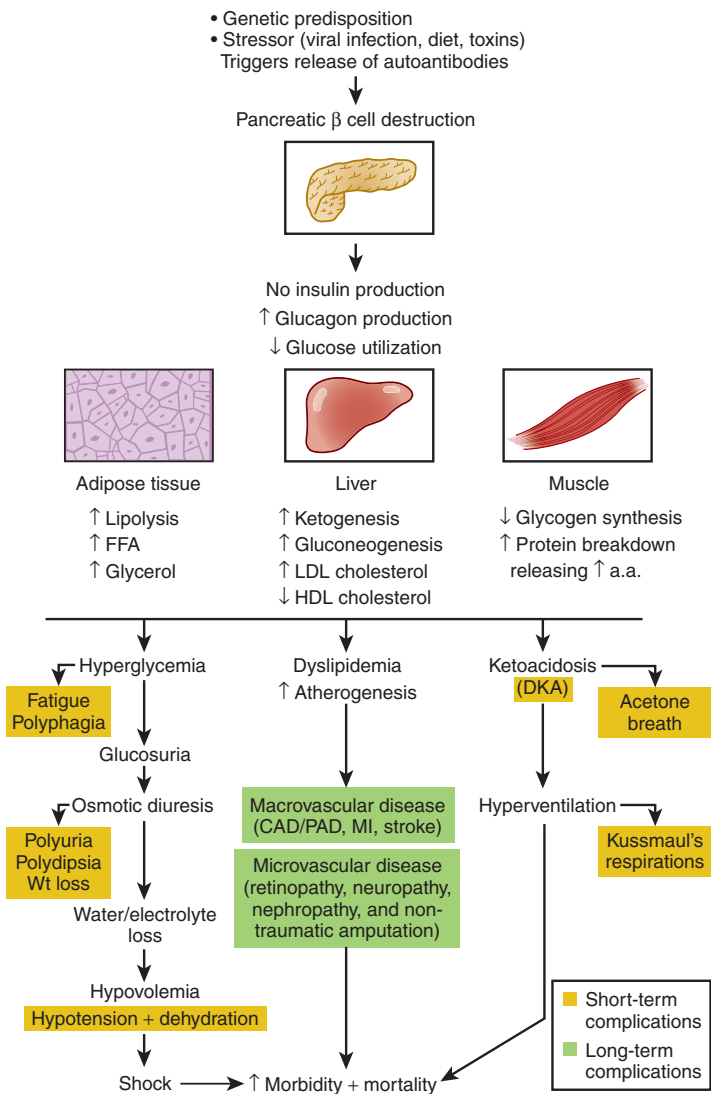 • Genetic predisposition
• Stressor (viral infection, diet, toxins)
Triggers release of autoantibodies
Pancreatic β cell destruction
No insulin production
↑ Glucagon production
↓ Glucose utilization
Adipose tissue
↑ Lipolysis
↑ FFA
↑ Glycerol
Liver
↑ Ketogenesis
↑ Gluconeogenesis
↑ LDL cholesterol
↓ HDL cholesterol
Muscle
↓ Glycogen synthesis
↑ Protein breakdown
releasing ↑ a.a.
Hyperglycemia
Fatigue
Polyphagia
Glucosuria
Osmotic diuresis
Polyuria
Polydipsia
Wt loss
Water/electrolyte
loss
Hypovolemia
Hypotension + dehydration
Shock
Dyslipidemia
↑ Atherogenesis
Macrovascular disease
(CAD/PAD, MI, stroke)
Microvascular disease
(retinopathy, neuropathy,
nephropathy, and non-
traumatic amputation)
↑ Morbidity + mortality
Ketoacidosis
(DKA)
Acetone
breath
Hyperventilation
Kussmaul's
respirations
Short-term
complications
Long-term
complications